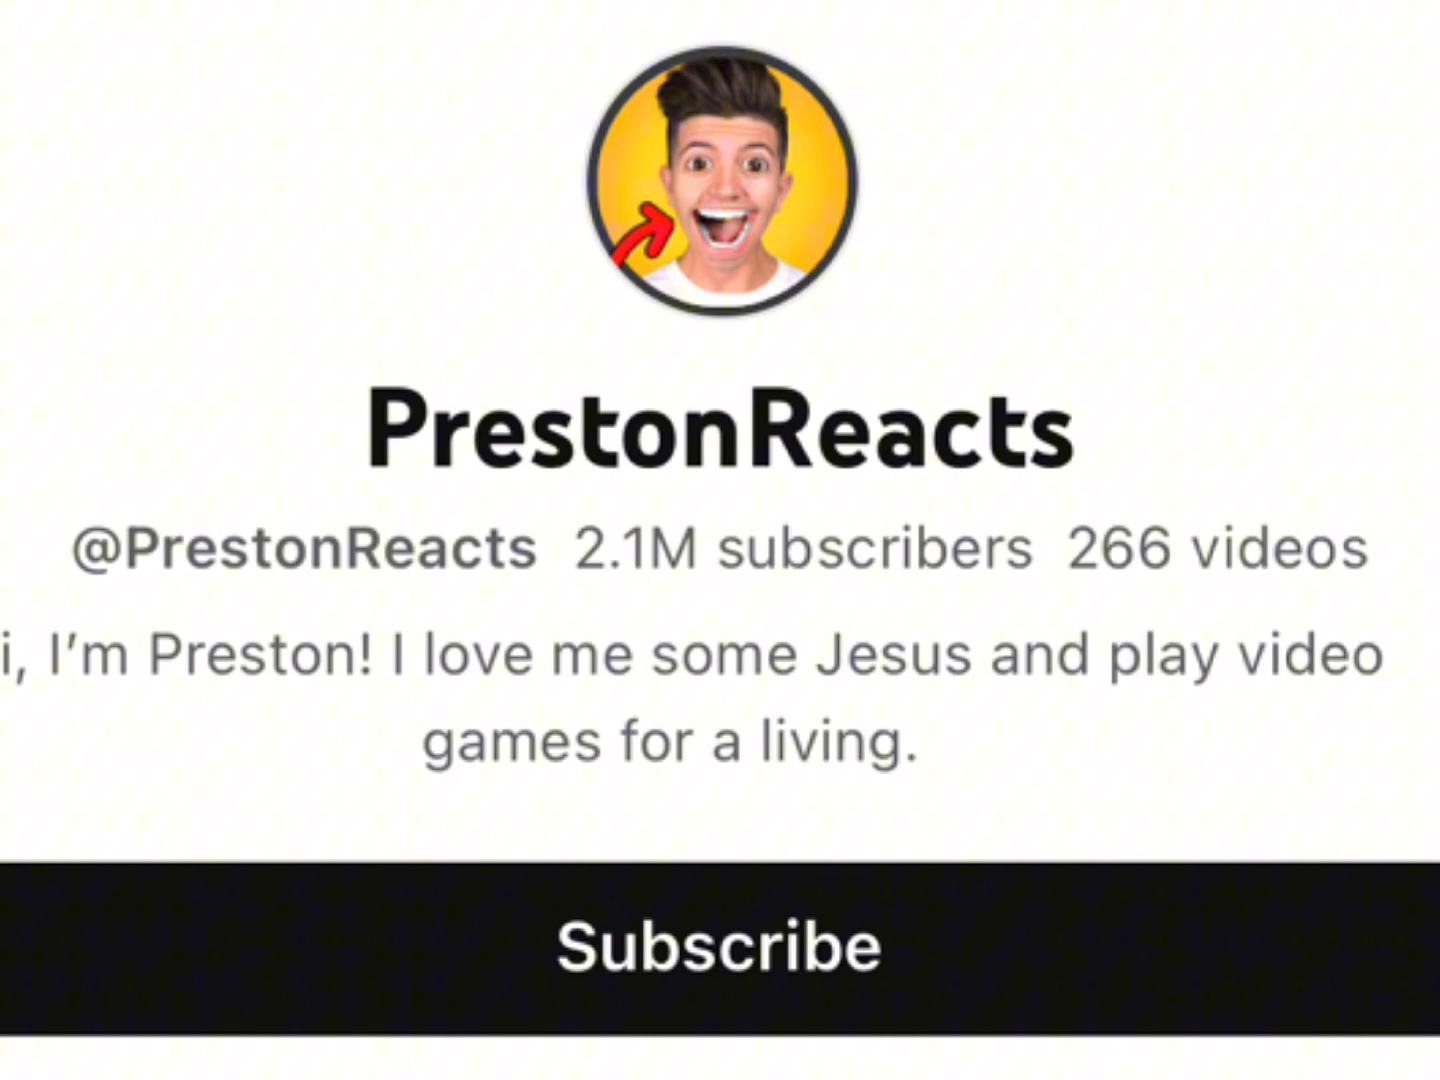 PrestonReacts
@PrestonReacts 2.1M subscribers 266 videos
i, I’m Preston! I love me some Jesus and play video
games for a living.
Subscribe